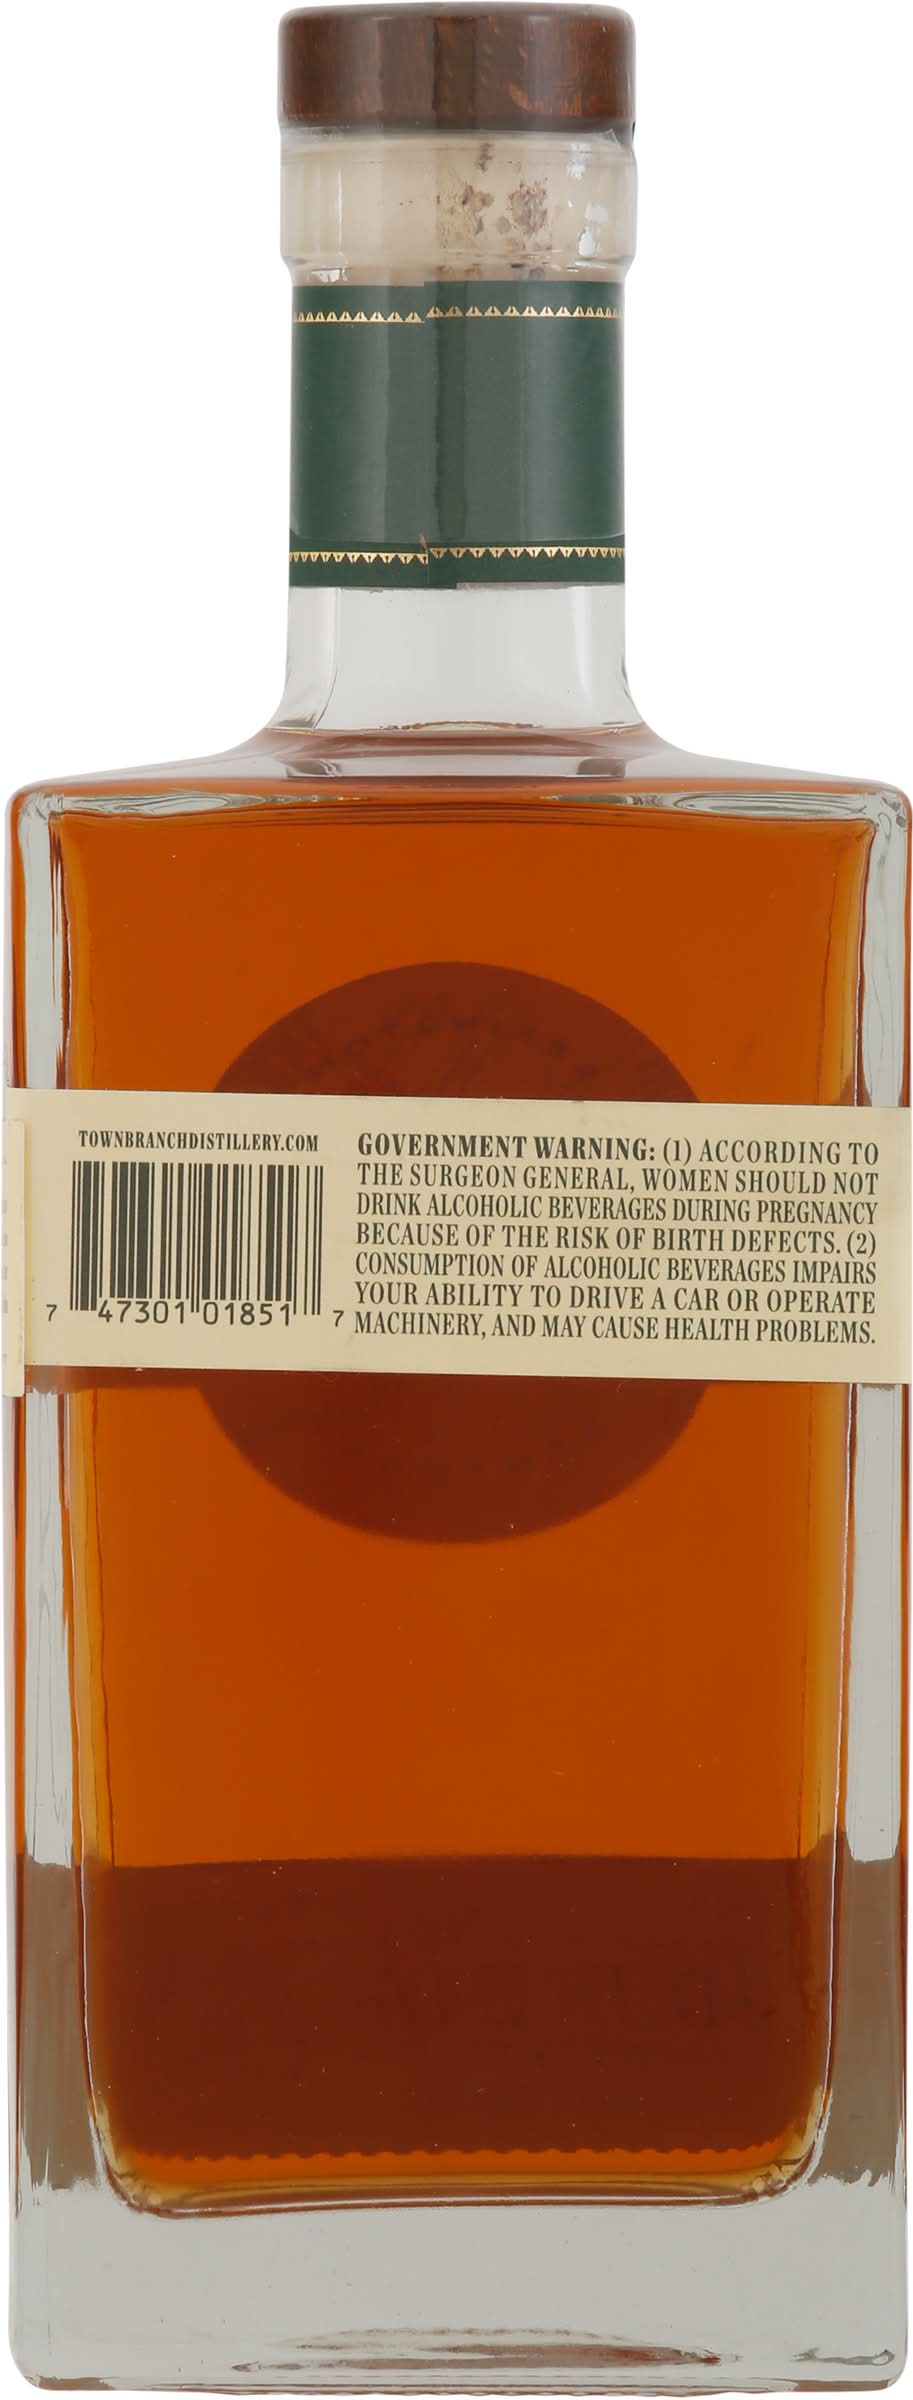 TOWNBRANCHDISTILLERY.COM
7 47301 01851 7
GOVERNMENT WARNING: (1) ACCORDING TO
THE SURGEON GENERAL, WOMEN SHOULD NOT
DRINK ALCOHOLIC BEVERAGES DURING PREGNANCY
BECAUSE OF THE RISK OF BIRTH DEFECTS. (2)
CONSUMPTION OF ALCOHOLIC BEVERAGES IMPAIRS
YOUR ABILITY TO DRIVE A CAR OR OPERATE
MACHINERY, AND MAY CAUSE HEALTH PROBLEMS.